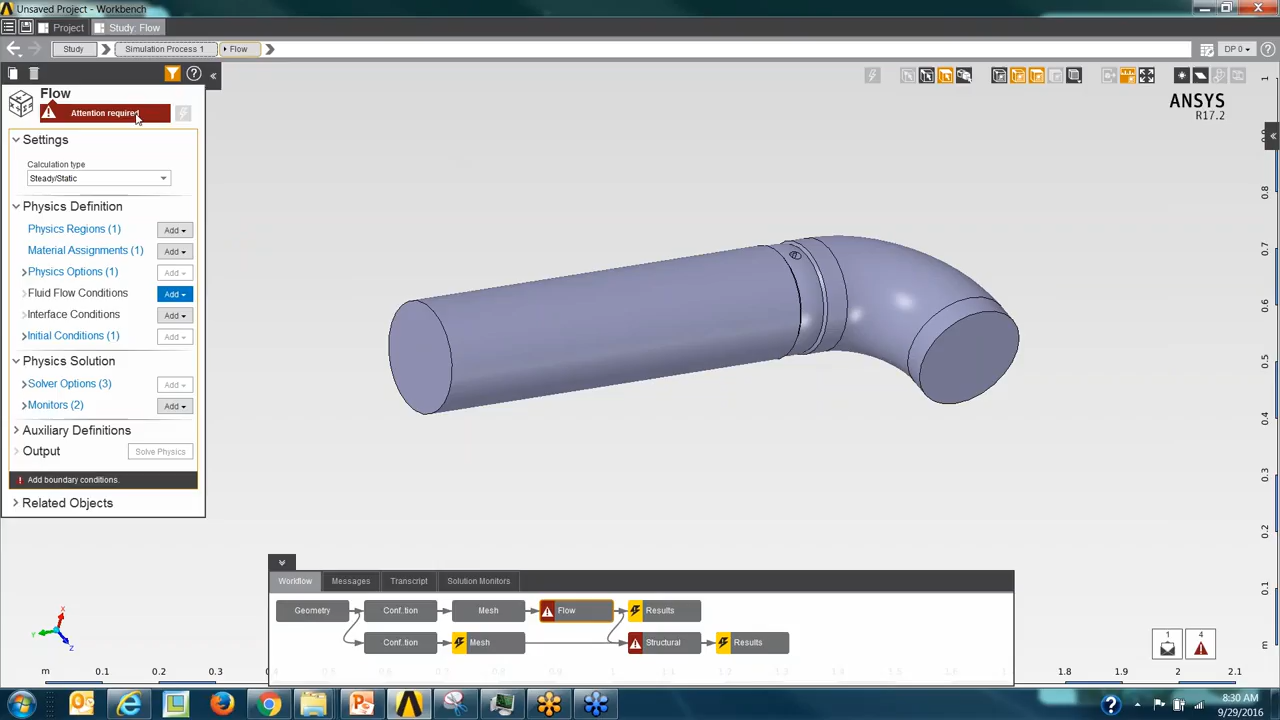 Unsaved Project - Workbench
Project
Study: Flow
Study
Simulation Process 1
Flow
DP 0
Flow
Attention required
Settings
Calculation type
Steady/Static
Physics Definition
Physics Regions (1)
Add
Material Assignments (1)
Add
Physics Options (1)
Add
Fluid Flow Conditions
Add
Interface Conditions
Add
Initial Conditions (1)
Add
Physics Solution
Solver Options (3)
Add
Monitors (2)
Add
Auxiliary Definitions
Output
Solve Physics
Add boundary conditions.
Related Objects
ANSYS
R17.2
1
0.8
0.7
0.6
0.5
0.4
0.3
0.2
0.1
m
X
Y
Z
Workflow
Messages
Transcript
Solution Monitors
Geometry
Conf..tion
Mesh
Flow
Results
Conf..tion
Mesh
Structural
Results
4
m
0.1
0.2
1.8
1.9
2
2.1
m
8:30 AM
9/29/2016